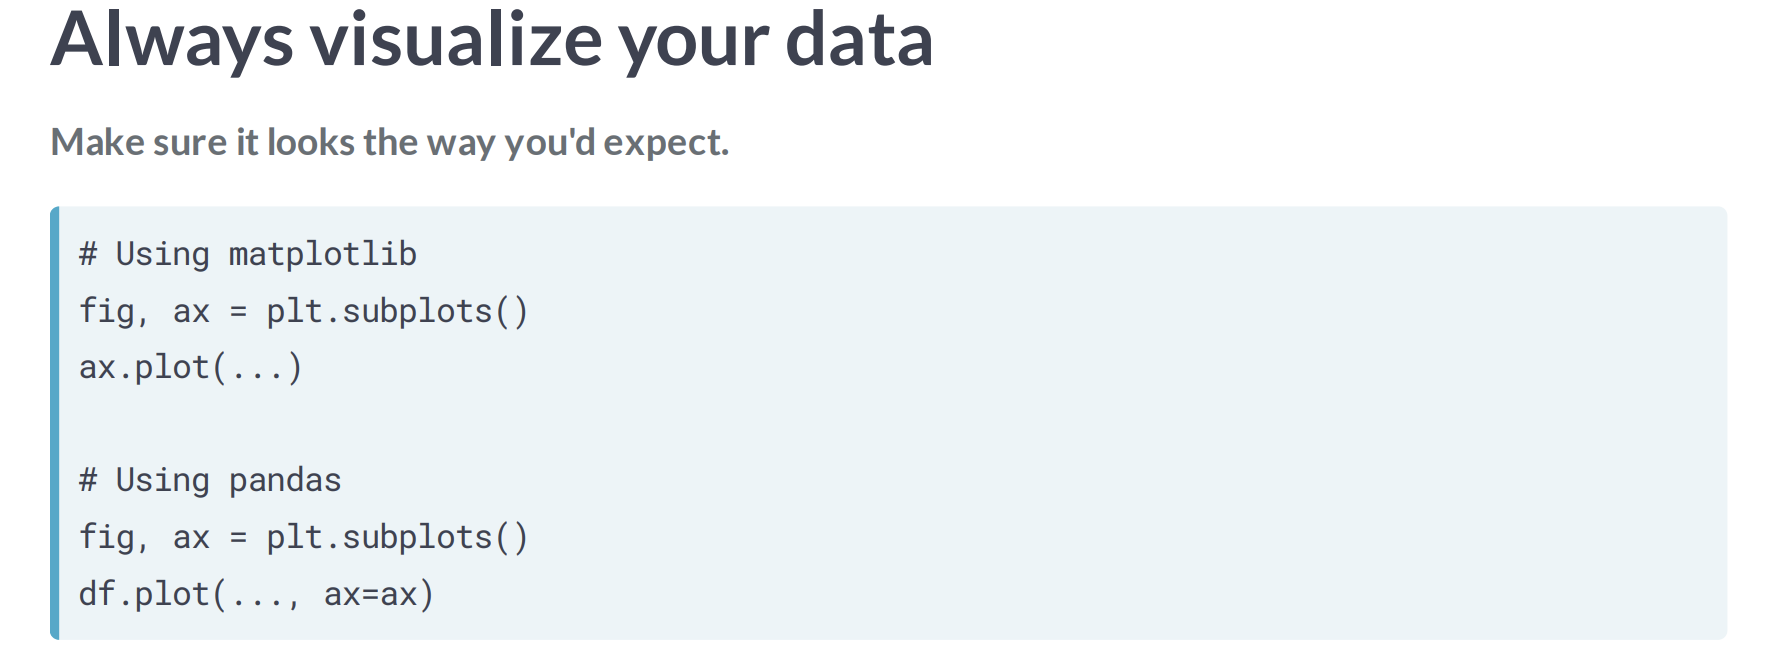 Always visualize your data
Make sure it looks the way you'd expect.
# Using matplotlib
fig, ax = plt.subplots()
ax.plot(...)
# Using pandas
fig, ax = plt.subplots()
df.plot(..., ax=ax)